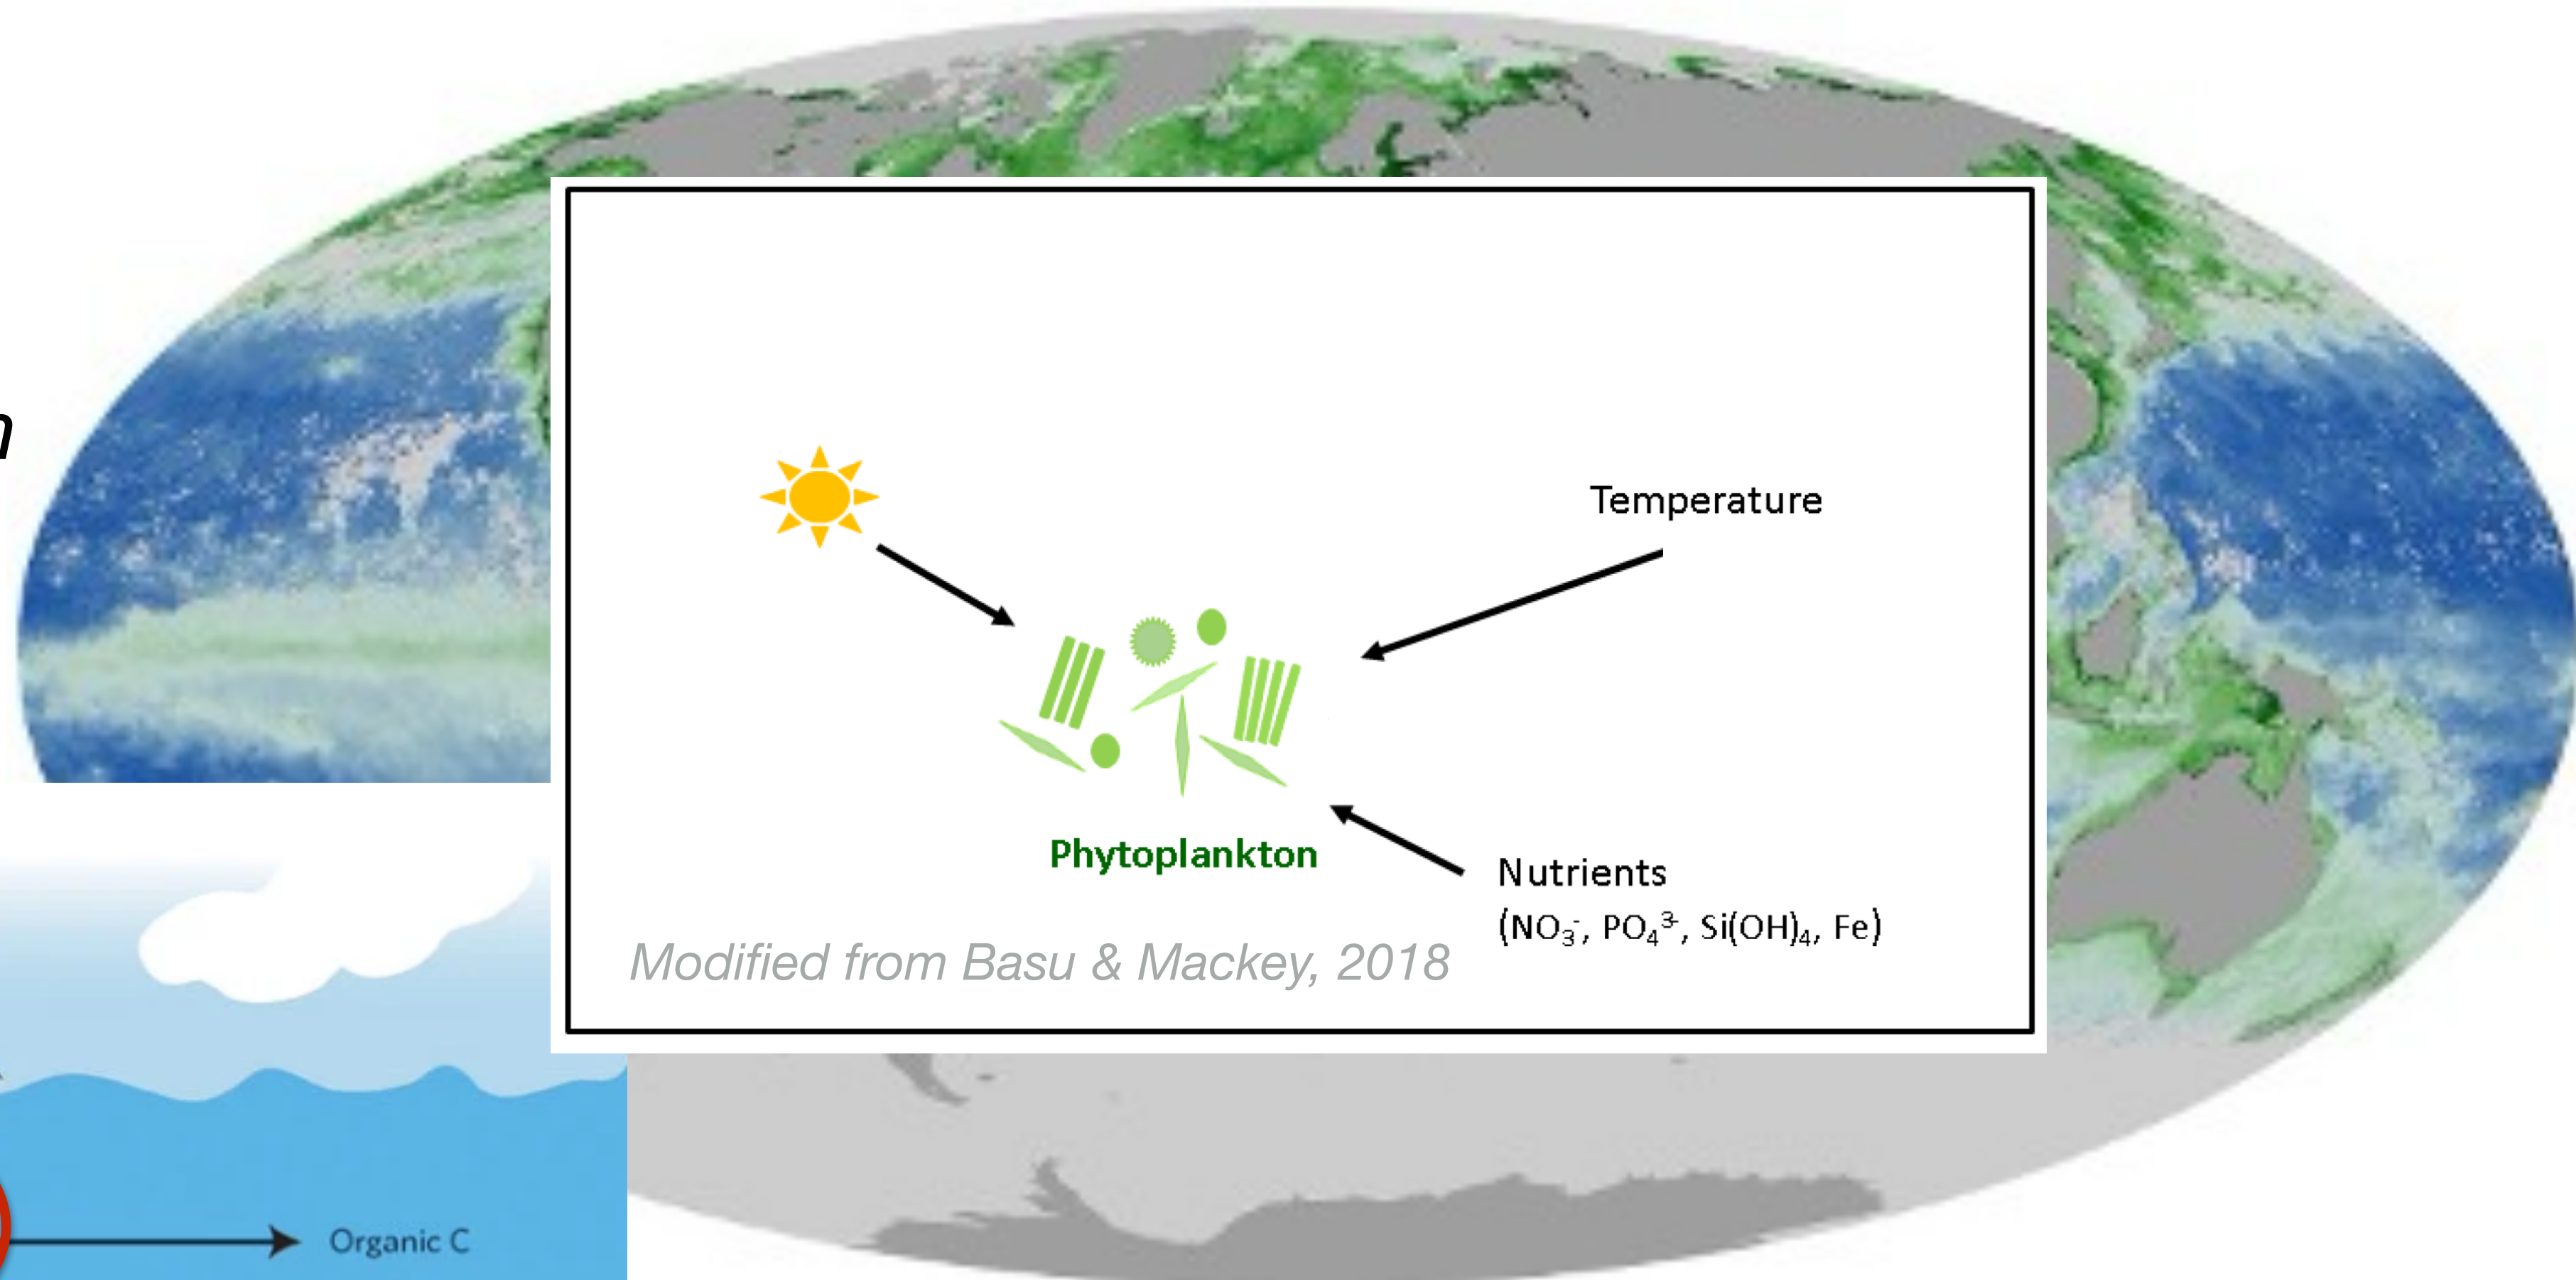 Temperature
Phytoplankton
Nutrients
(NO₃⁻, PO₄³⁻, Si(OH)₄, Fe)
Modified from Basu & Mackey, 2018
Organic C